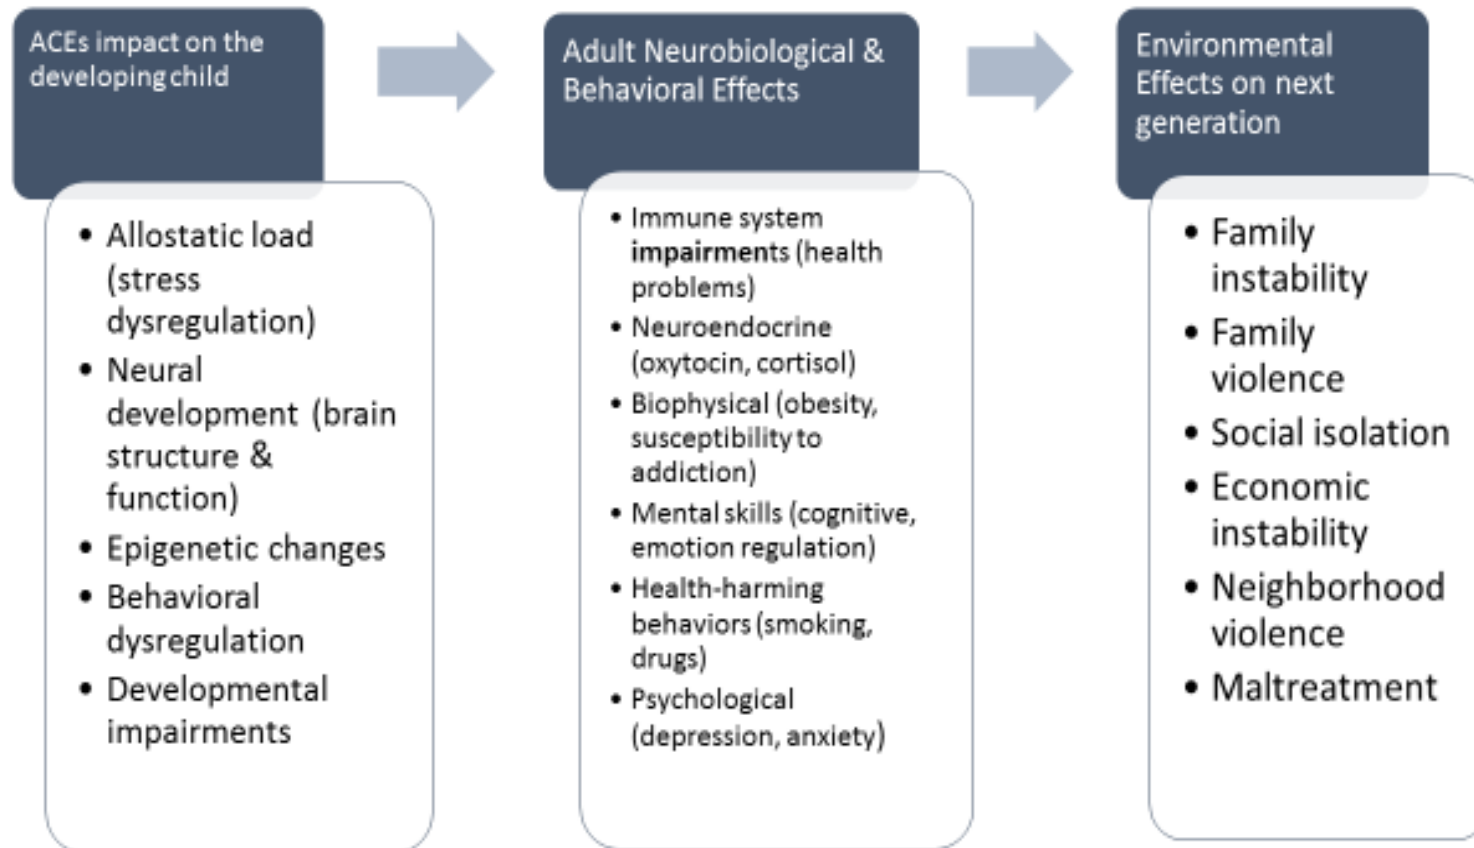 ACEs impact on the
developing child
• Allostatic load
(stress
dysregulation)
• Neural
development (brain
structure &
function)
• Epigenetic changes
• Behavioral
dysregulation
• Developmental
impairments
Adult Neurobiological &
Behavioral Effects
• Immune system
impairments (health
problems)
• Neuroendocrine
(oxytocin, cortisol)
• Biophysical (obesity,
susceptibility to
addiction)
• Mental skills (cognitive,
emotion regulation)
• Health-harming
behaviors (smoking,
drugs)
• Psychological
(depression, anxiety)
Environmental
Effects on next
generation
• Family
instability
• Family
violence
• Social isolation
• Economic
instability
• Neighborhood
violence
• Maltreatment